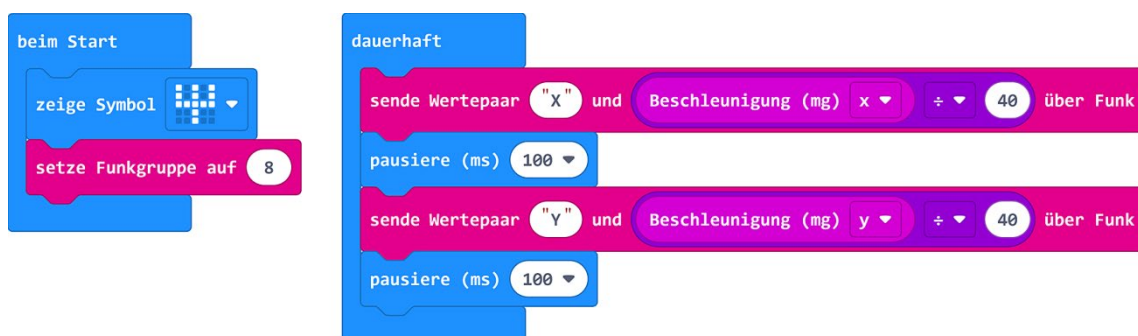 beim Start
zeige Symbol
setze Funkgruppe auf 8
dauerhaft
sende Wertepaar "X" und Beschleunigung (mg) x ÷ 40 über Funk
pausiere (ms) 100
sende Wertepaar "Y" und Beschleunigung (mg) y ÷ 40 über Funk
pausiere (ms) 100